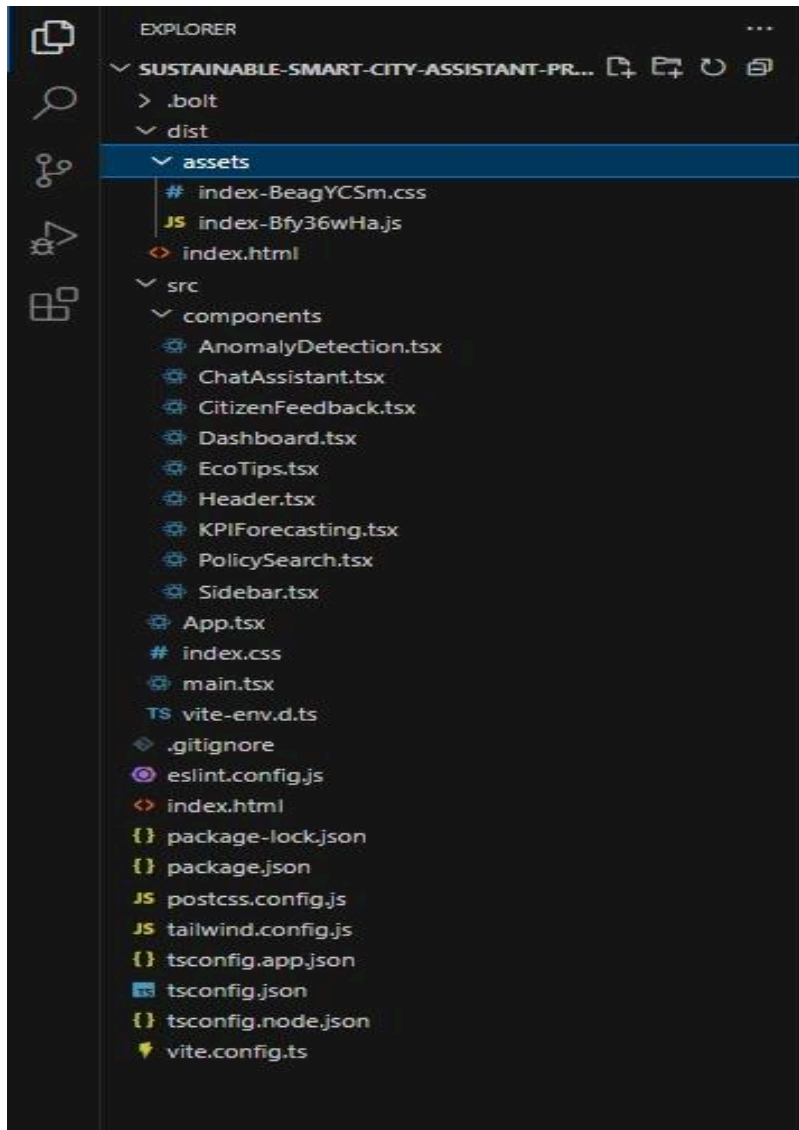 EXPLORER ...
SUSTAINABLE-SMART-CITY-ASSISTANT-PR...
.bolt
dist
assets
# index-BeagYCSm.css
JS index-Bfy36wHa.js
<> index.html
src
components
AnomalyDetection.tsx
ChatAssistant.tsx
CitizenFeedback.tsx
Dashboard.tsx
EcoTips.tsx
Header.tsx
KPIForecasting.tsx
PolicySearch.tsx
Sidebar.tsx
App.tsx
# index.css
main.tsx
TS vite-env.d.ts
.gitignore
eslint.config.js
<> index.html
{} package-lock.json
{} package.json
JS postcss.config.js
JS tailwind.config.js
{} tsconfig.app.json
TS tsconfig.json
{} tsconfig.node.json
vite.config.ts